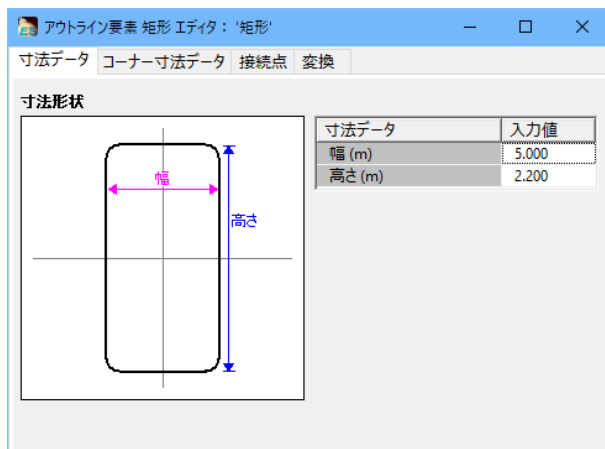 アウトライン要素 矩形 エディタ： '矩形'
寸法データ コーナー寸法データ 接続点 変換
寸法形状
寸法データ 入力値
幅 (m) 5.000
高さ (m) 2.200
幅
高さ